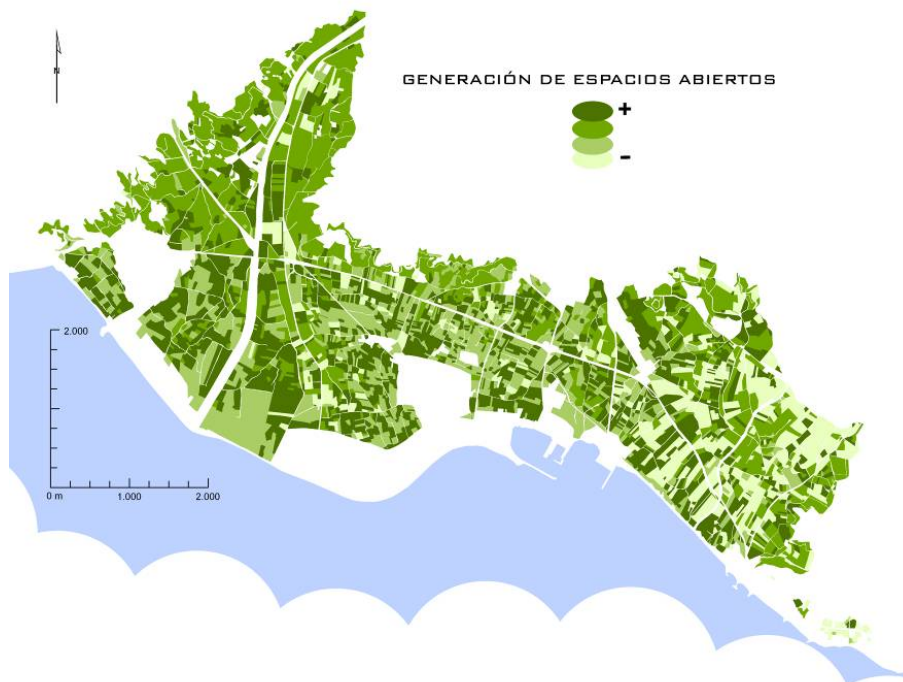 N
GENERACIÓN DE ESPACIOS ABIERTOS
+
-
2.000
0 m 1.000 2.000